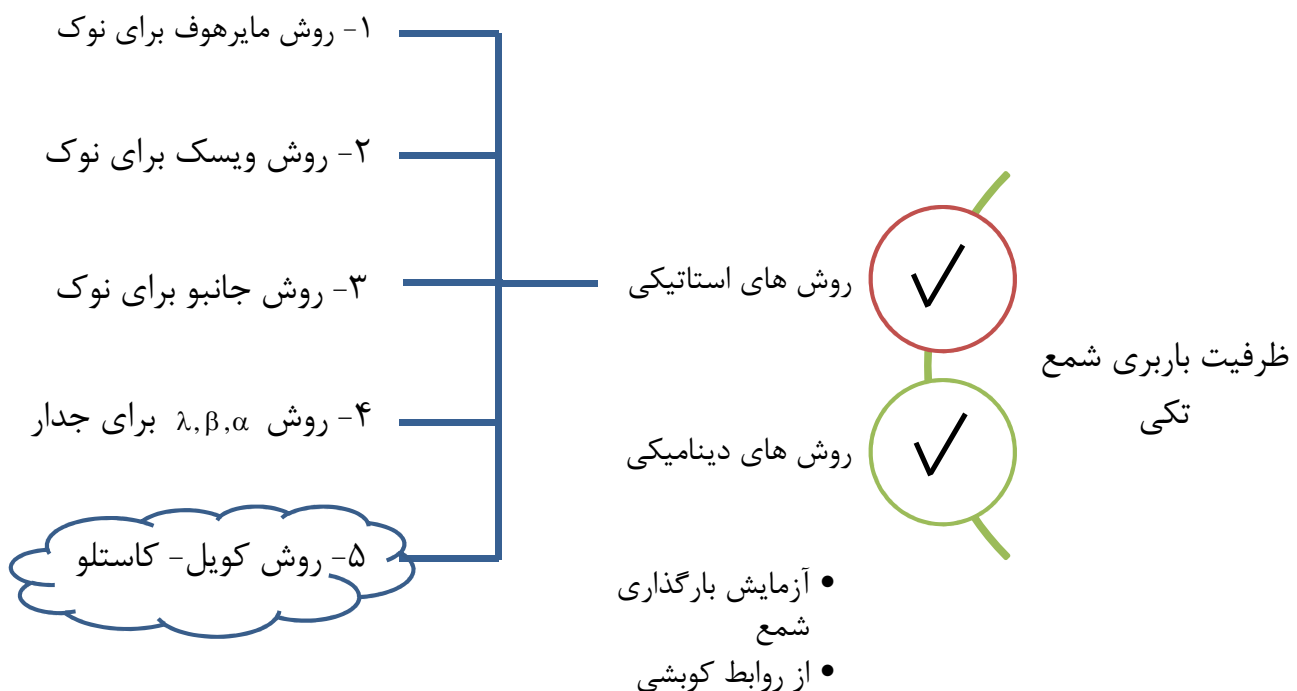 ظرفیت باربری شمع
تکی
روش های استاتیکی
روش های دینامیکی
• آزمایش بارگذاری
شمع
• از روابط کوبشی
۱- روش مایرهوف برای نوک
۲- روش ویسک برای نوک
۳- روش جانبو برای نوک
۴- روش λ,β,α برای جدار
۵- روش کویل- کاستلو